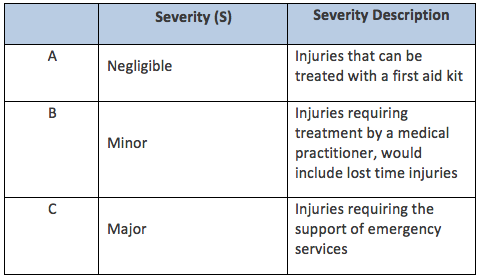 Severity (S) Severity Description
A Negligible Injuries that can be
treated with a first aid kit
B Minor Injuries requiring
treatment by a medical
practitioner, would
include lost time injuries
C Major Injuries requiring the
support of emergency
services